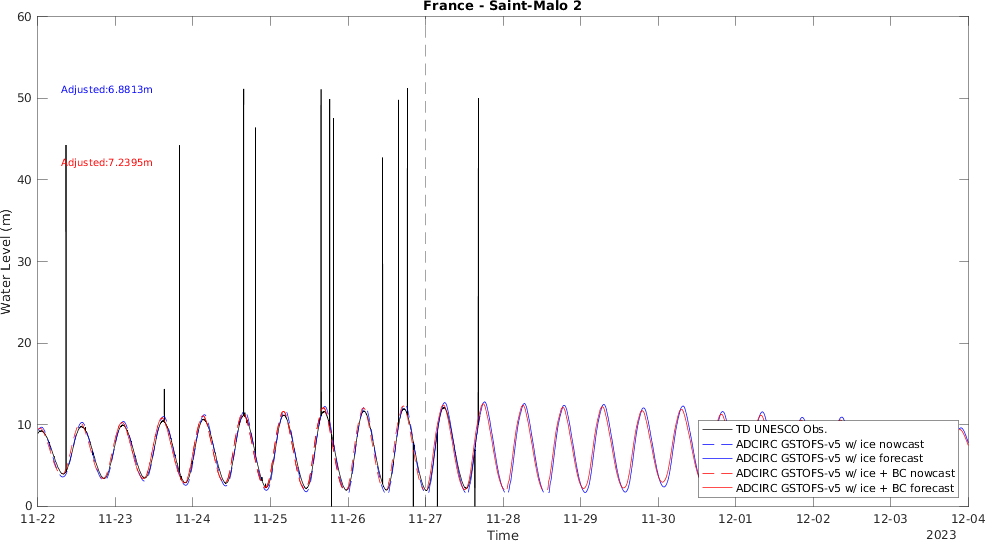 France - Saint-Malo 2
60
50
40
30
20
10
0
Water Level (m)
Adjusted:6.8813m
Adjusted:7.2395m
TD UNESCO Obs.
ADCIRC GSTOFS-v5 w/ ice nowcast
ADCIRC GSTOFS-v5 w/ ice forecast
ADCIRC GSTOFS-v5 w/ ice + BC nowcast
ADCIRC GSTOFS-v5 w/ ice + BC forecast
11-22 11-23 11-24 11-25 11-26 11-27 11-28 11-29 11-30 12-01 12-02 12-03 12-04
Time
2023